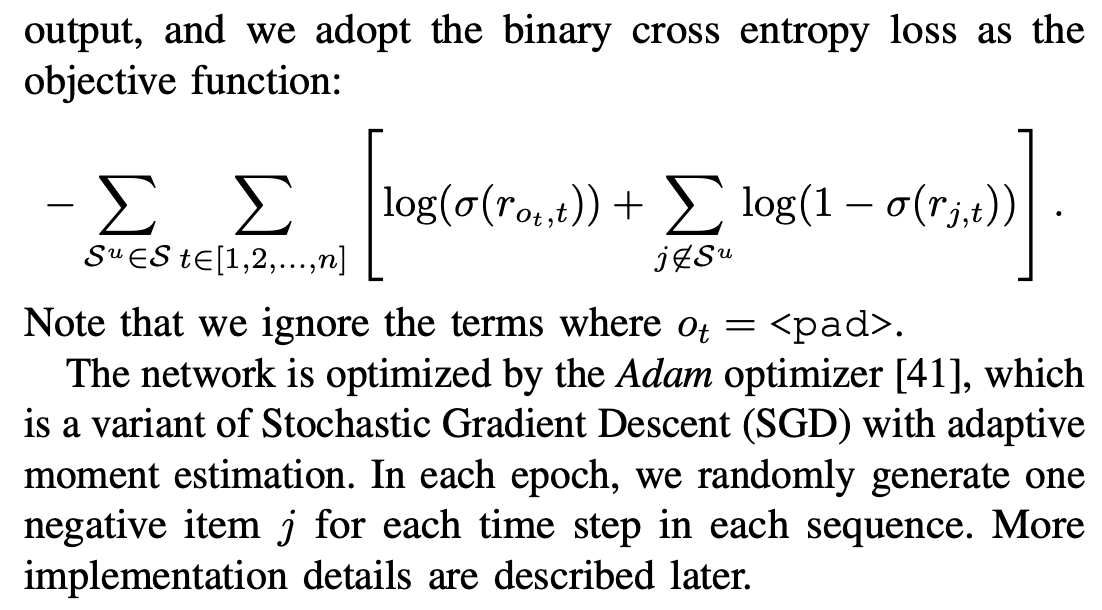 output, and we adopt the binary cross entropy loss as the
objective function:
$$-\sum_{\mathcal{S}^u \in \mathcal{S}} \sum_{t \in [1,2,\ldots,n]} \left[ \log(\sigma(r_{o_t,t})) + \sum_{j \notin \mathcal{S}^u} \log(1 - \sigma(r_{j,t})) \right].$$
Note that we ignore the terms where $o_t$ = <pad>.
The network is optimized by the Adam optimizer [41], which
is a variant of Stochastic Gradient Descent (SGD) with adaptive
moment estimation. In each epoch, we randomly generate one
negative item $j$ for each time step in each sequence. More
implementation details are described later.